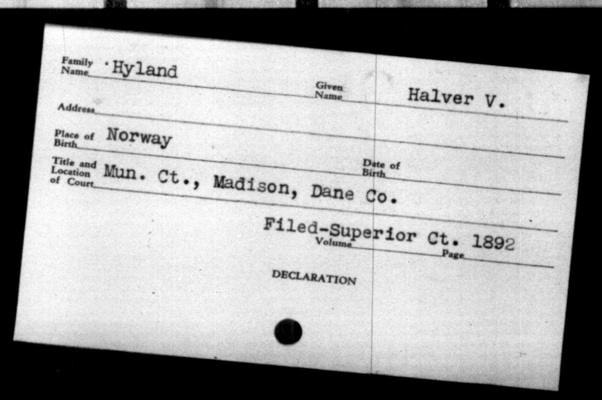 Family Name Hyland Given Name Halver V.
Address
Place of Birth Norway Date of Birth
Title and Location of Court Mun. Ct., Madison, Dane Co.
Filed-Superior Ct. 1892
Volume Page
DECLARATION